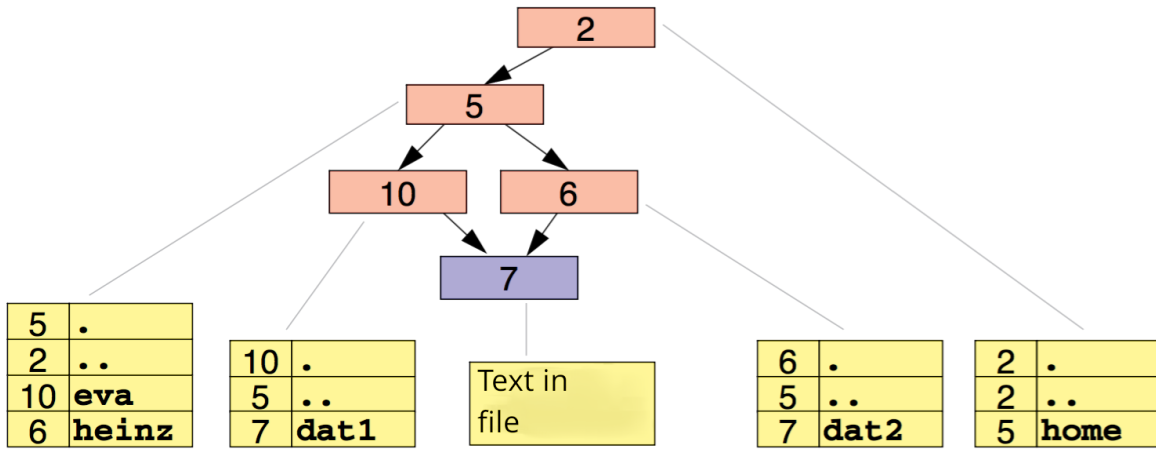 2
5
10 6
7
5 .
2 ..
10 eva
6 heinz
10 .
5 ..
7 dat1
Text in
file
6 .
5 ..
7 dat2
2 .
2 ..
5 home